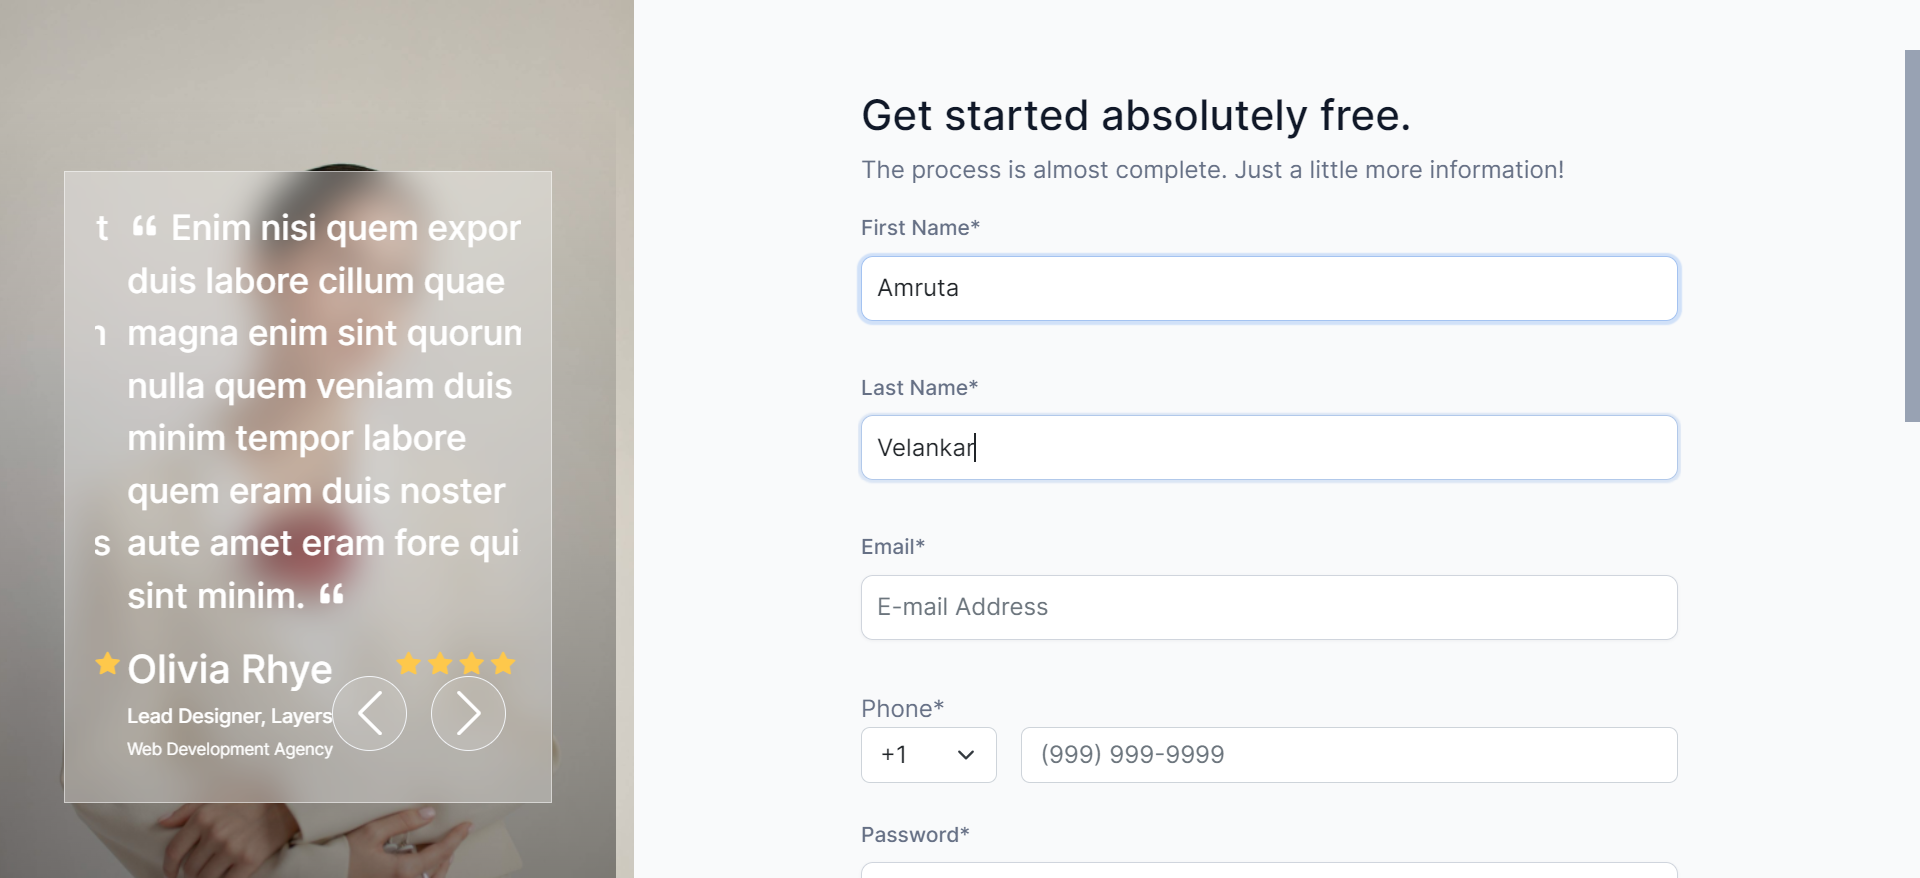 t “ Enim nisi quem expor
duis labore cillum quae
magna enim sint quorum
nulla quem veniam duis
minim tempor labore
quem eram duis noster
s aute amet eram fore qui
sint minim. “
Olivia Rhye
Lead Designer, Layers
Web Development Agency
Get started absolutely free.
The process is almost complete. Just a little more information!
First Name*
Amruta
Last Name*
Velankar
Email*
E-mail Address
Phone*
+1
(999) 999-9999
Password*